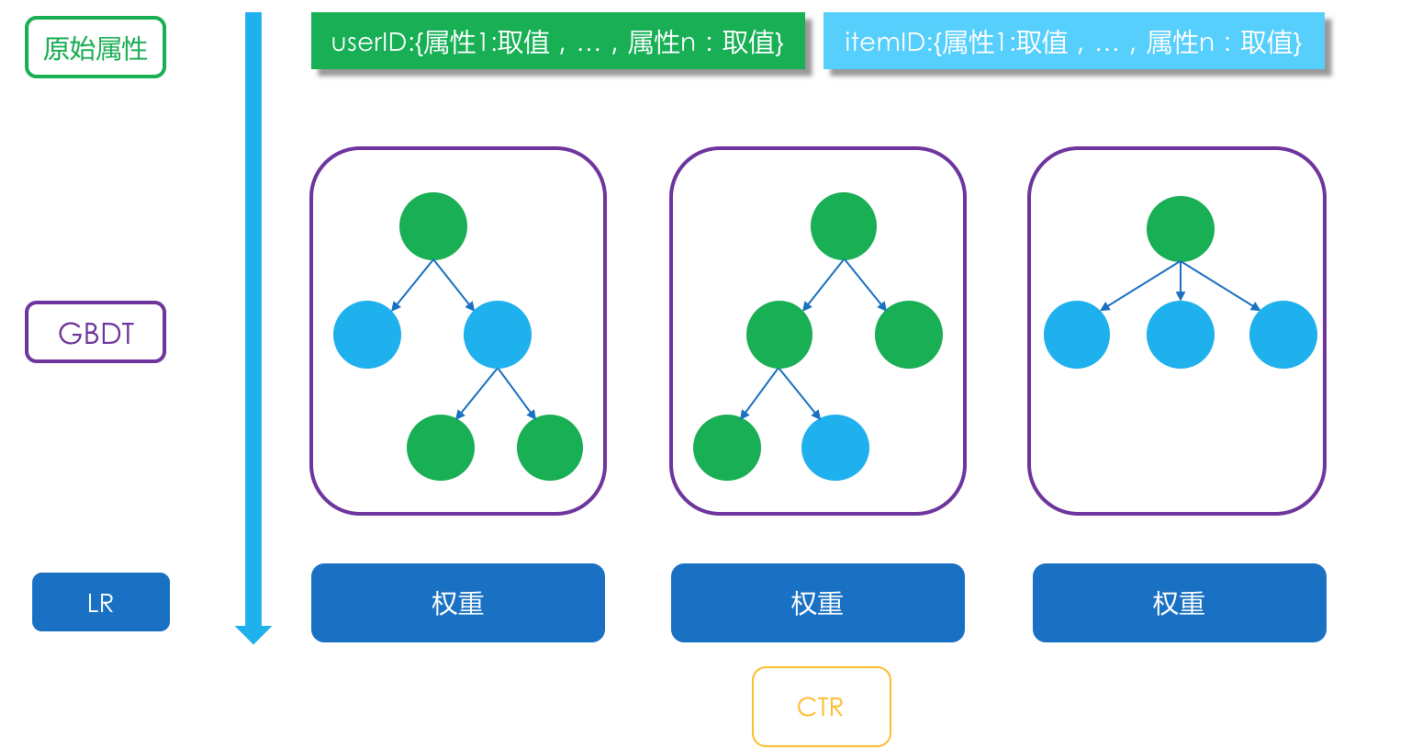 原始属性
userID:{属性1:取值，...，属性n：取值}
itemID:{属性1:取值，...，属性n：取值}
GBDT
LR
权重
权重
权重
CTR